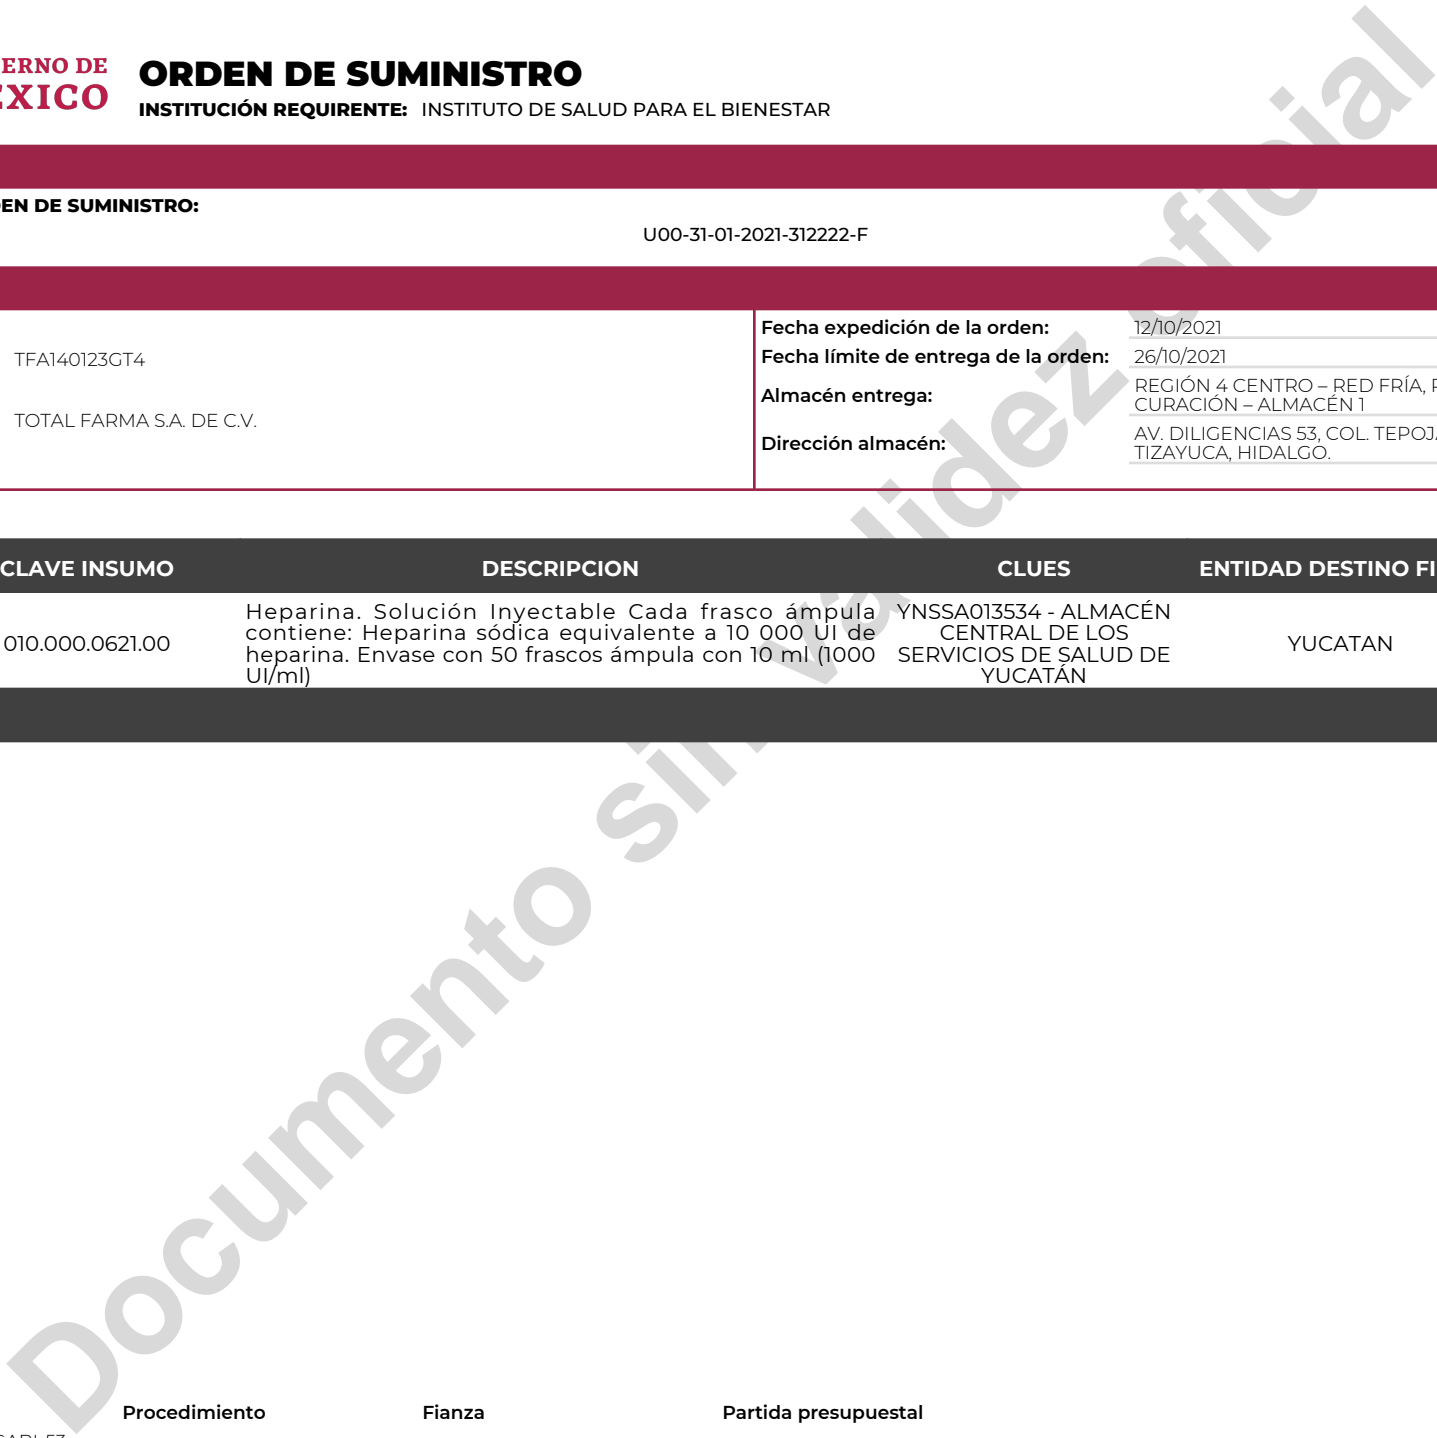 ERNO DE
ORDEN DE SUMINISTRO
XICO
INSTITUCIÓN REQUIRENTE: INSTITUTO DE SALUD PARA EL BIENESTAR
EN DE SUMINISTRO:
U00-31-01-2021-312222-F
Fecha expedición de la orden: 12/10/2021
TFA140123GT4
Fecha límite de entrega de la orden: 26/10/2021
Almacén entrega:
REGIÓN 4 CENTRO – RED FRÍA,
CURACIÓN – ALMACÉN 1
TOTAL FARMA S.A. DE C.V.
Dirección almacén:
AV. DILIGENCIAS 53, COL. TEPOJ
TIZAYUCA, HIDALGO.
CLAVE INSUMO DESCRIPCION CLUES ENTIDAD DESTINO FI
010.000.0621.00
Heparina. Solución Inyectable Cada frasco ámpula
contiene: Heparina sódica equivalente a 10 000 UI de
heparina. Envase con 50 frascos ámpula con 10 ml (1000
UI/ml)
YNSSA013534 - ALMACÉN
CENTRAL DE LOS
SERVICIOS DE SALUD DE
YUCATÁN
YUCATAN
Documento sin validez oficial
Procedimiento Fianza Partida presupuestal